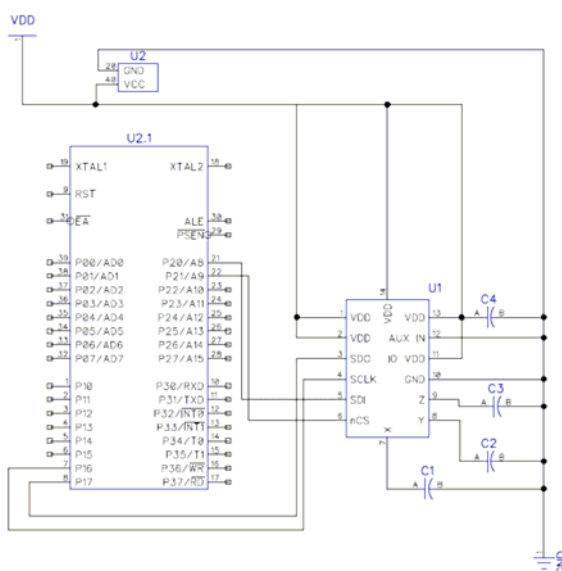 VDD
U2
20 GND
40 VCC
U2.1
19 XTAL1 XTAL2 18
9 RST
31 EA ALE 30
PSEN 29
39 P00/AD0 P20/A8 21
38 P01/AD1 P21/A9 22
37 P02/AD2 P22/A10 23
36 P03/AD3 P23/A11 24
35 P04/AD4 P24/A12 25
34 P05/AD5 P25/A13 26
33 P06/AD6 P26/A14 27
32 P07/AD7 P27/A15 28
1 P10 P30/RXD 10
2 P11 P31/TXD 11
3 P12 P32/INT0 12
4 P13 P33/INT1 13
5 P14 P34/T0 14
6 P15 P35/T1 15
7 P16 P36/WR 16
8 P17 P37/RD 17
U1
14 VDD
1 VDD VDD 13
2 VDD AUX IN 12
3 SDO IO VDD 11
4 SCLK GND 10
5 SDI Z 9
6 nCS Y 8
7 X
C4
A B
C3
A B
C2
A B
C1
A B